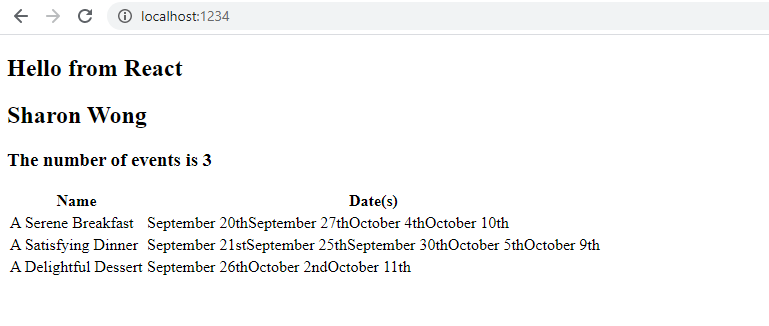 localhost:1234
Hello from React
Sharon Wong
The number of events is 3
Name Date(s)
A Serene Breakfast September 20thSeptember 27thOctober 4thOctober 10th
A Satisfying Dinner September 21stSeptember 25thSeptember 30thOctober 5thOctober 9th
A Delightful Dessert September 26thOctober 2ndOctober 11th